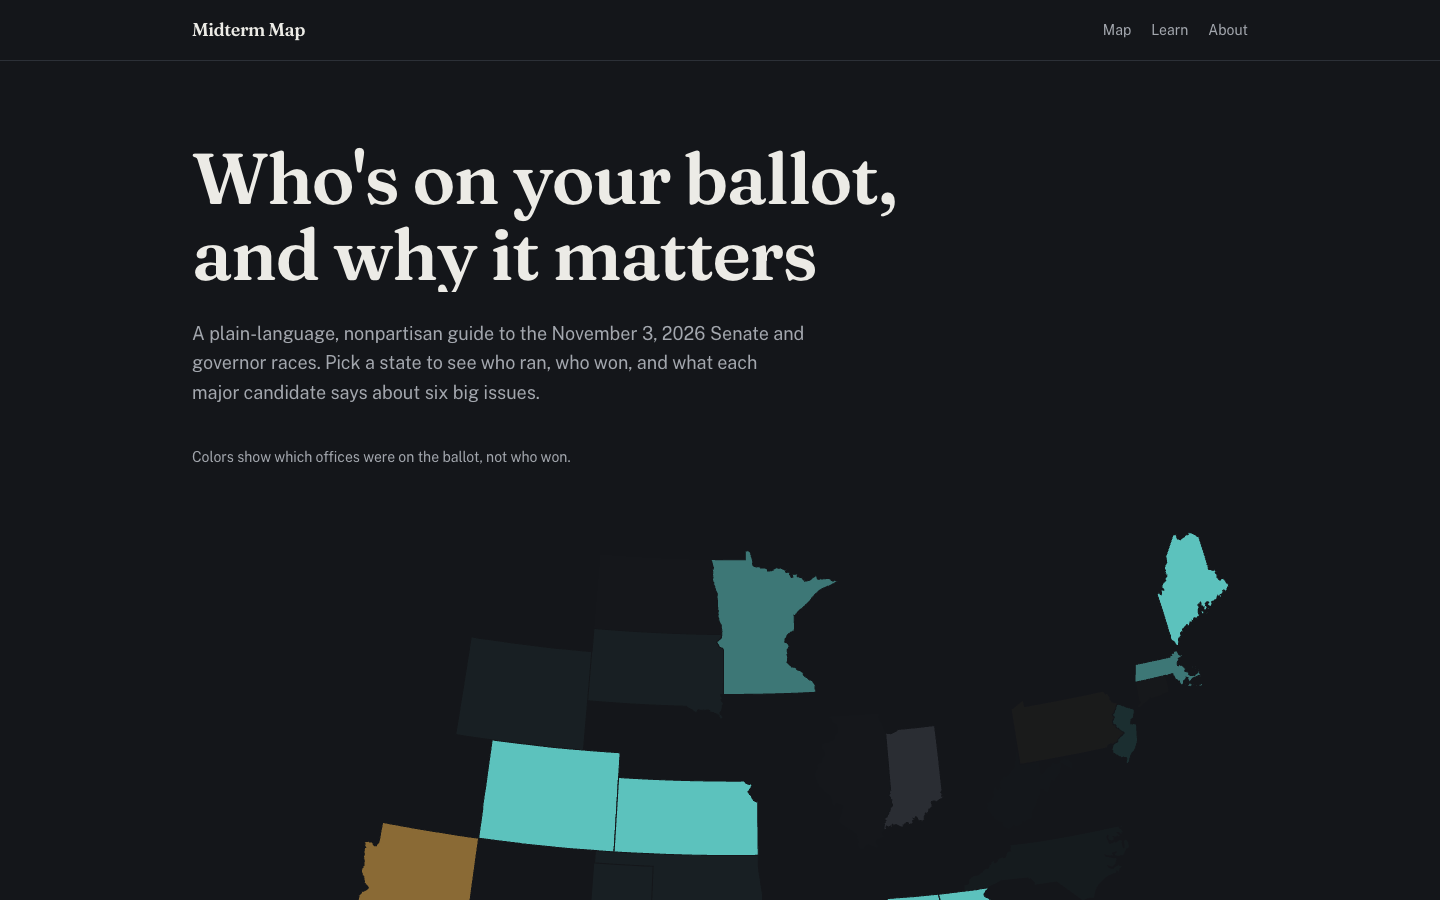 Midterm Map
Map Learn About
Who's on your ballot,
and why it matters
A plain-language, nonpartisan guide to the November 3, 2026 Senate and
governor races. Pick a state to see who ran, who won, and what each
major candidate says about six big issues.
Colors show which offices were on the ballot, not who won.